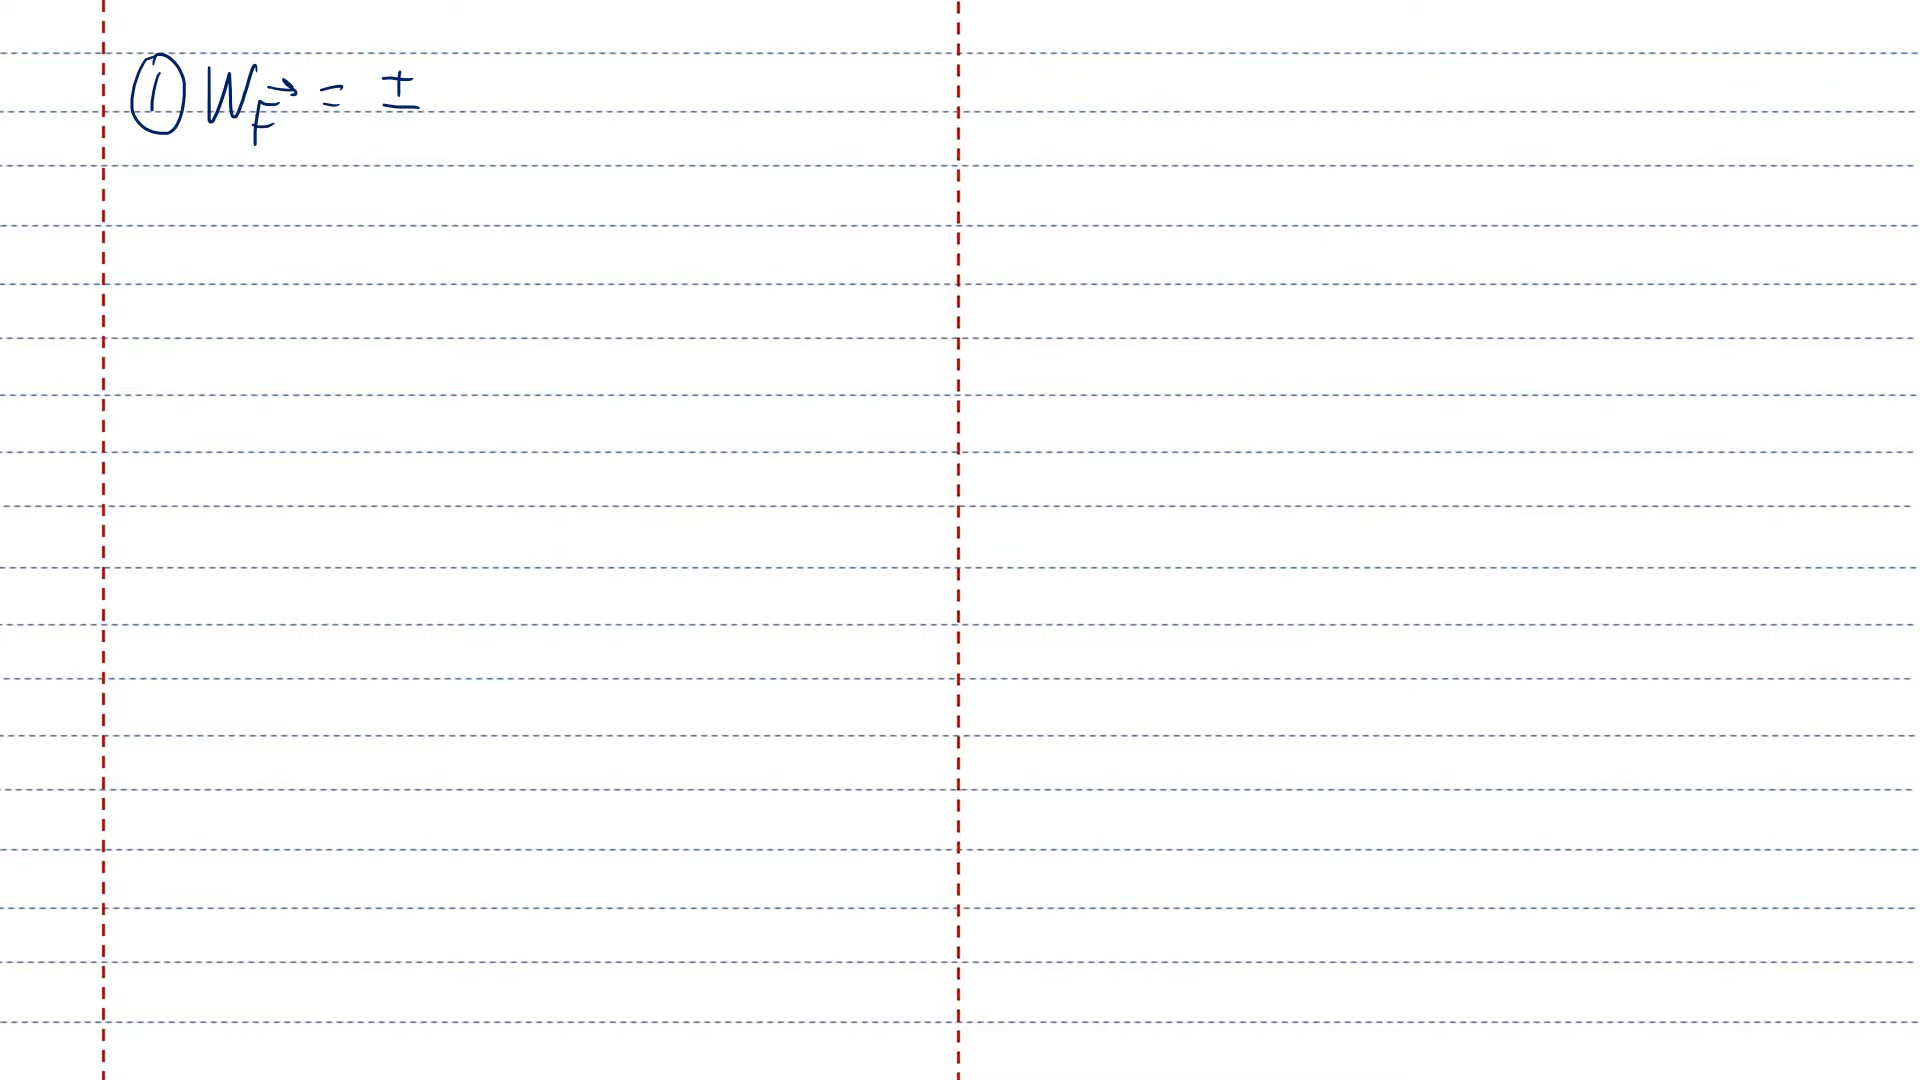 ① W_F⃗ = ±